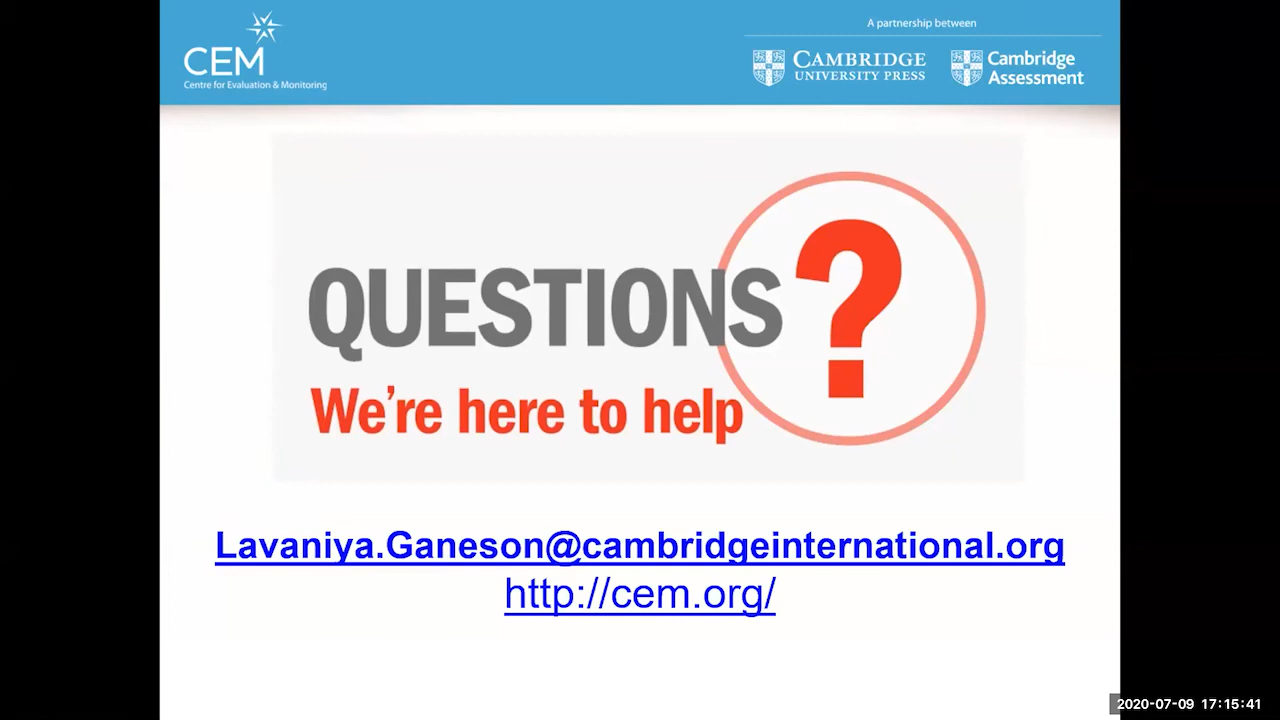 CEM
Centre for Evaluation & Monitoring
A partnership between
CAMBRIDGE
UNIVERSITY PRESS
Cambridge
Assessment
QUESTIONS?
We're here to help
Lavaniya.Ganeson@cambridgeinternational.org
http://cem.org/
2020-07-09 17:15:41